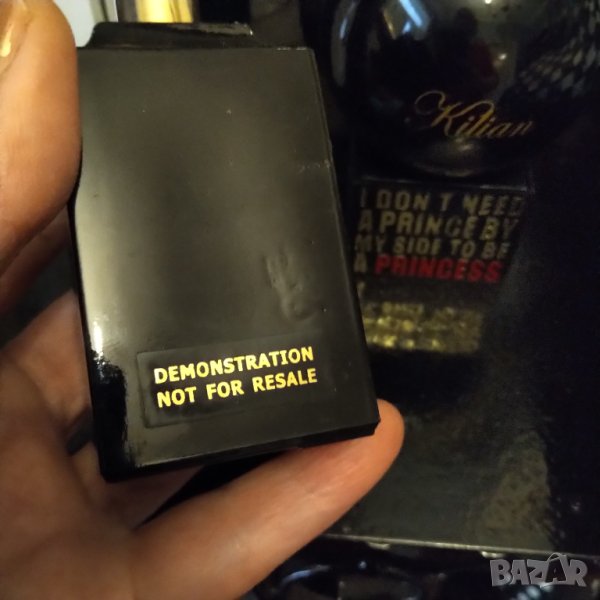 Kilian
I DON'T NEED
A PRINCE BY
MY SIDE TO BE
A PRINCESS
DEMONSTRATION
NOT FOR RESALE
BAZAR